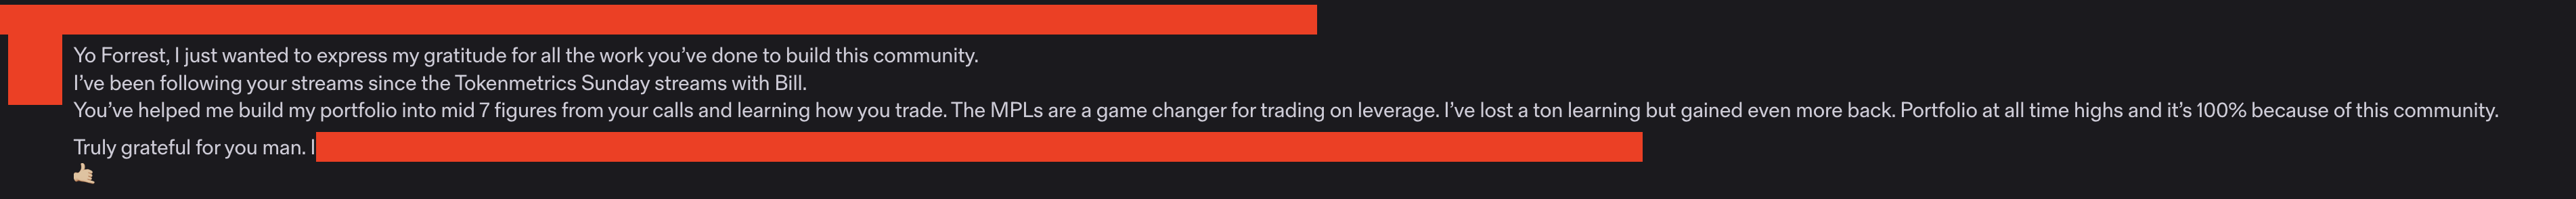 Yo Forrest, I just wanted to express my gratitude for all the work you’ve done to build this community.
I’ve been following your streams since the Tokenmetrics Sunday streams with Bill.
You’ve helped me build my portfolio into mid 7 figures from your calls and learning how you trade. The MPLs are a game changer for trading on leverage. I’ve lost a ton learning but gained even more back. Portfolio at all time highs and it’s 100% because of this community.
Truly grateful for you man. I
🤙🏼